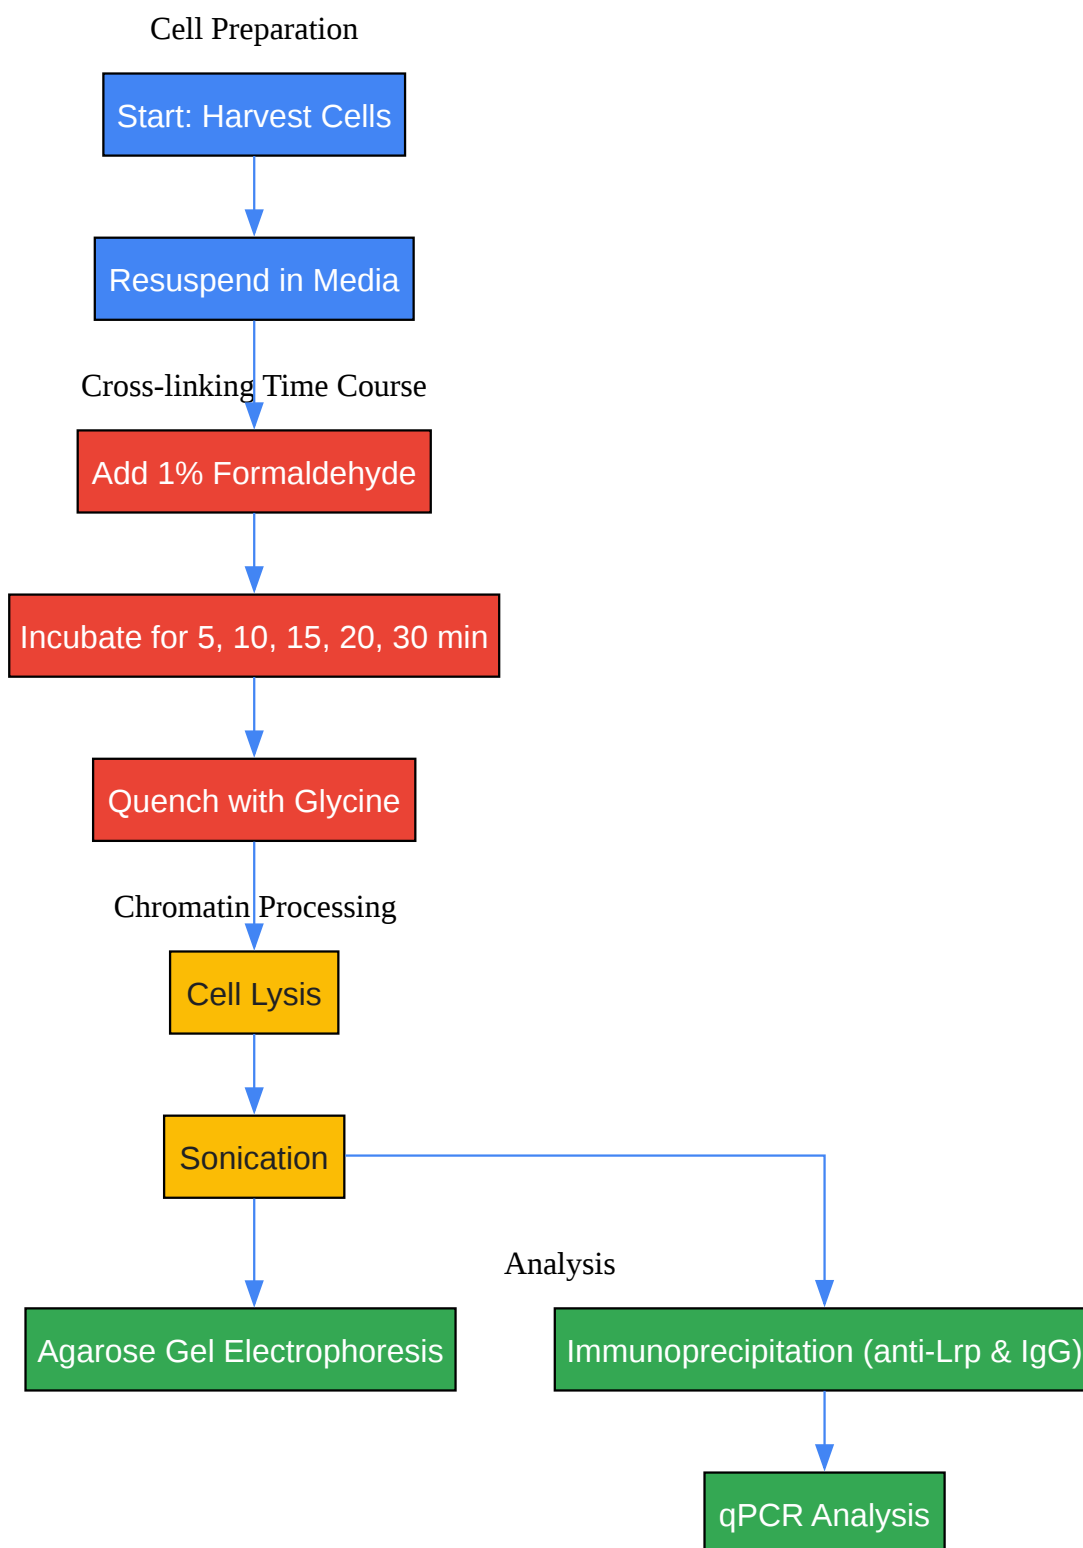 Cell Preparation
Start: Harvest Cells
Resuspend in Media
Cross-linking Time Course
Add 1% Formaldehyde
Incubate for 5, 10, 15, 20, 30 min
Quench with Glycine
Chromatin Processing
Cell Lysis
Sonication
Analysis
Agarose Gel Electrophoresis
Immunoprecipitation (anti-Lrp & IgG)
qPCR Analysis